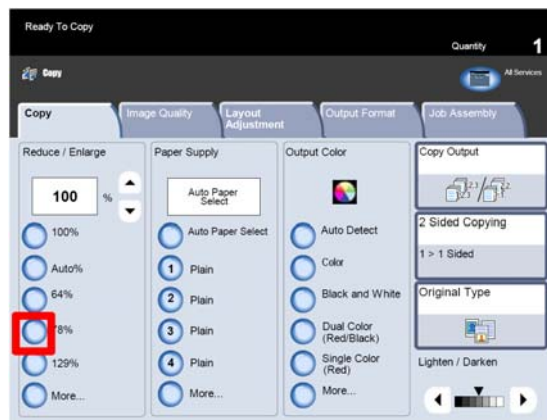 Ready To Copy
Quantity 1
Copy
All Services
Copy
Image Quality
Layout
Adjustment
Output Format
Job Assembly
Reduce / Enlarge
100 %
100%
Auto%
64%
78%
129%
More...
Paper Supply
Auto Paper
Select
Auto Paper Select
1 Plain
2 Plain
3 Plain
4 Plain
More...
Output Color
Auto Detect
Color
Black and White
Dual Color
(Red/Black)
Single Color
(Red)
More...
Copy Output
2 Sided Copying
1 > 1 Sided
Original Type
Lighten / Darken